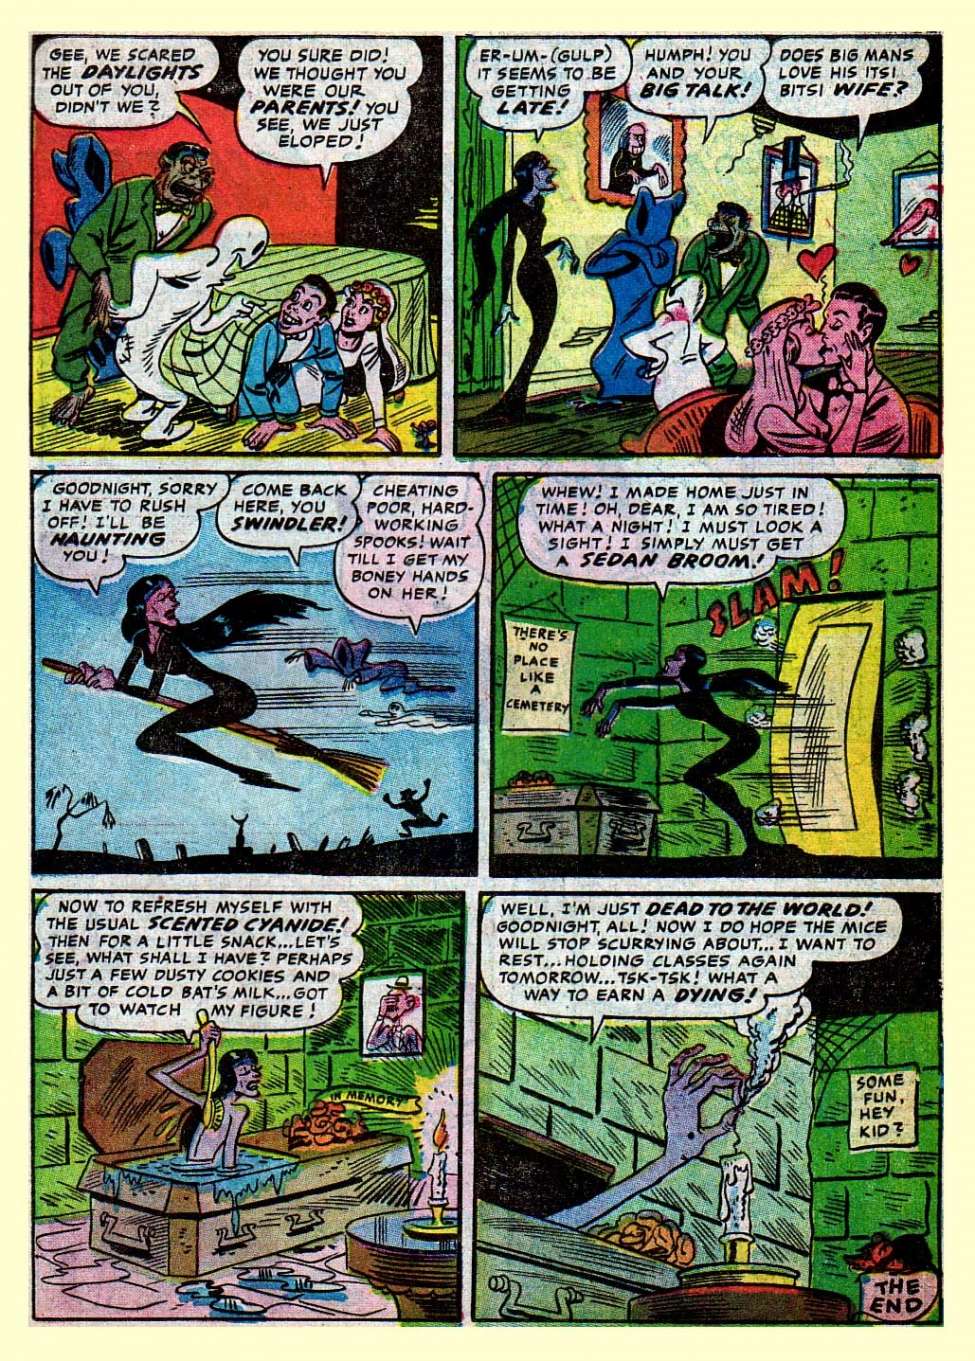 GEE, WE SCARED
THE DAYLIGHTS
OUT OF YOU,
DIDN'T WE?
YOU SURE DID!
WE THOUGHT YOU
WERE OUR
PARENTS! YOU
SEE, WE JUST
ELOPED!
ER-UM-(GULP)
IT SEEMS TO BE
GETTING
LATE!
HUMPH! YOU
AND YOUR
BIG TALK!
DOES BIG MANS
LOVE HIS ITSI
BITSI WIFE?
GOODNIGHT, SORRY
I HAVE TO RUSH
OFF! I'LL BE
HAUNTING
YOU!
COME BACK
HERE, YOU
SWINDLER!
CHEATING
POOR, HARD-
WORKING
SPOOKS! WAIT
TILL I GET MY
BONEY HANDS
ON HER!
WHEW! I MADE HOME JUST IN
TIME! OH, DEAR, I AM SO TIRED!
WHAT A NIGHT! I MUST LOOK A
SIGHT! I SIMPLY MUST GET
A SEDAN BROOM!
SLAM!
THERE'S
NO
PLACE
LIKE
A
CEMETERY
NOW TO REFRESH MYSELF WITH
THE USUAL SCENTED CYANIDE!
THEN FOR A LITTLE SNACK...LET'S
SEE, WHAT SHALL I HAVE? PERHAPS
JUST A FEW DUSTY COOKIES AND
A BIT OF COLD BAT'S MILK...GOT
TO WATCH MY FIGURE!
IN MEMORY
WELL, I'M JUST DEAD TO THE WORLD!
GOODNIGHT, ALL! NOW I DO HOPE THE MICE
WILL STOP SCURRYING ABOUT... I WANT TO
REST...HOLDING CLASSES AGAIN
TOMORROW...TSK-TSK! WHAT A
WAY TO EARN A DYING!
SOME
FUN,
HEY
KID?
THE
END